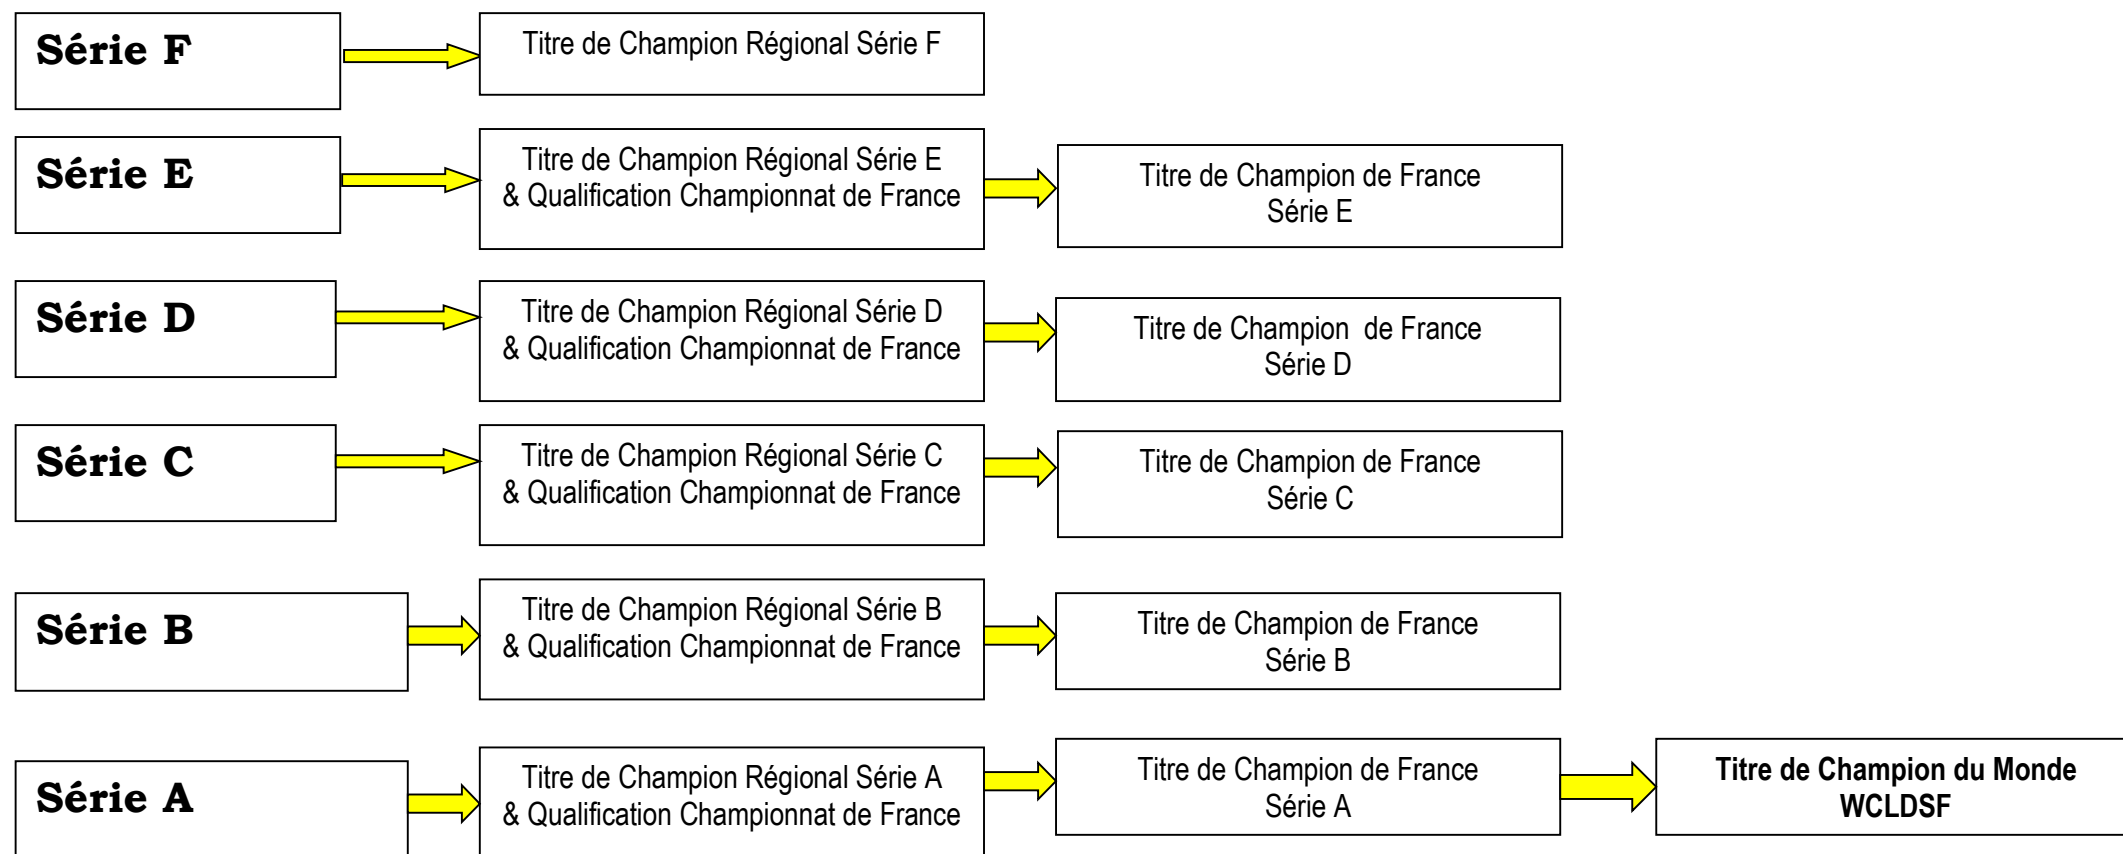 Série F
Titre de Champion Régional Série F
Série E
Titre de Champion Régional Série E
& Qualification Championnat de France
Titre de Champion de France
Série E
Série D
Titre de Champion Régional Série D
& Qualification Championnat de France
Titre de Champion  de France
Série D
Série C
Titre de Champion Régional Série C
& Qualification Championnat de France
Titre de Champion de France
Série C
Série B
Titre de Champion Régional Série B
& Qualification Championnat de France
Titre de Champion de France
Série B
Série A
Titre de Champion Régional Série A
& Qualification Championnat de France
Titre de Champion de France
Série A
Titre de Champion du Monde
WCLDSF